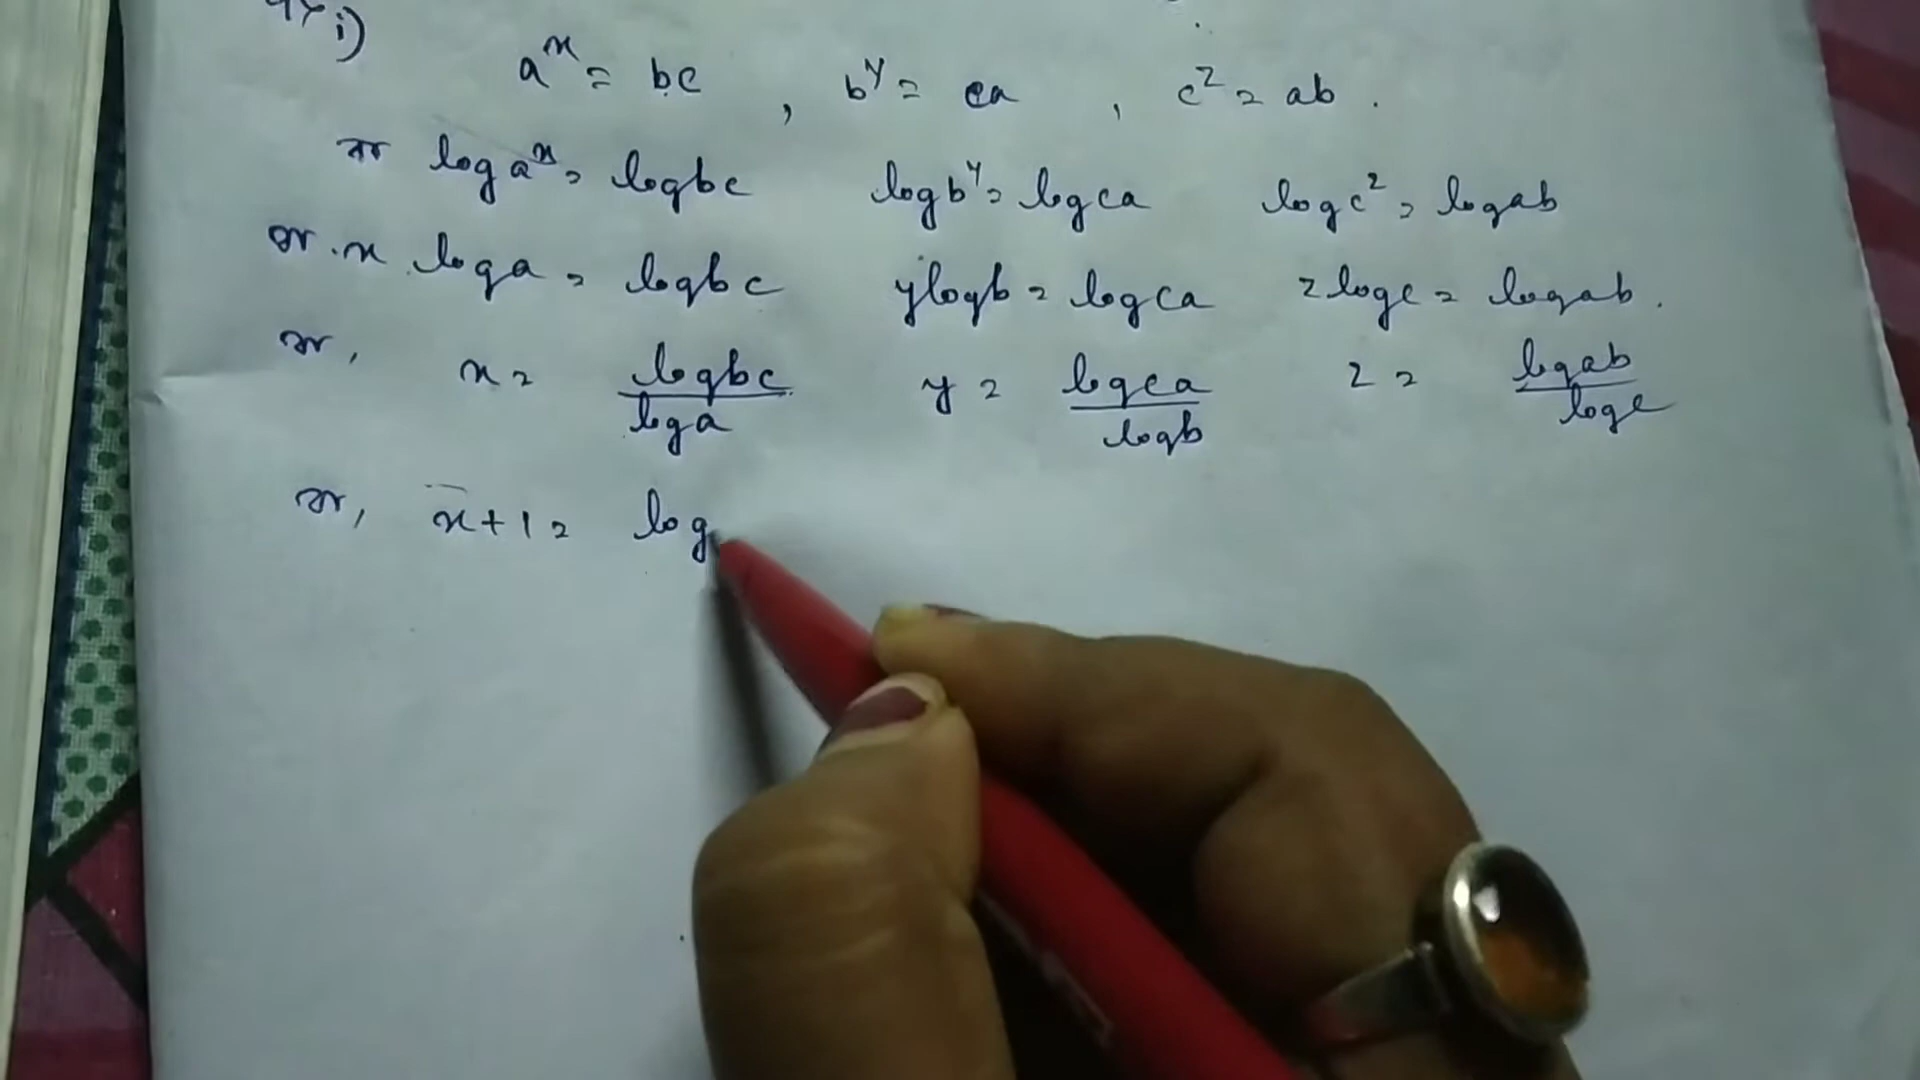 i)
a^x = bc , b^y = ca , c^z = ab .
বা log a^x = log bc log b^y = log ca log c^z = log ab
বা . x log a = log bc y log b = log ca z log c = log ab .
বা, x = log bc / log a y = log ca / log b z = log ab / log c
বা, x + 1 = log